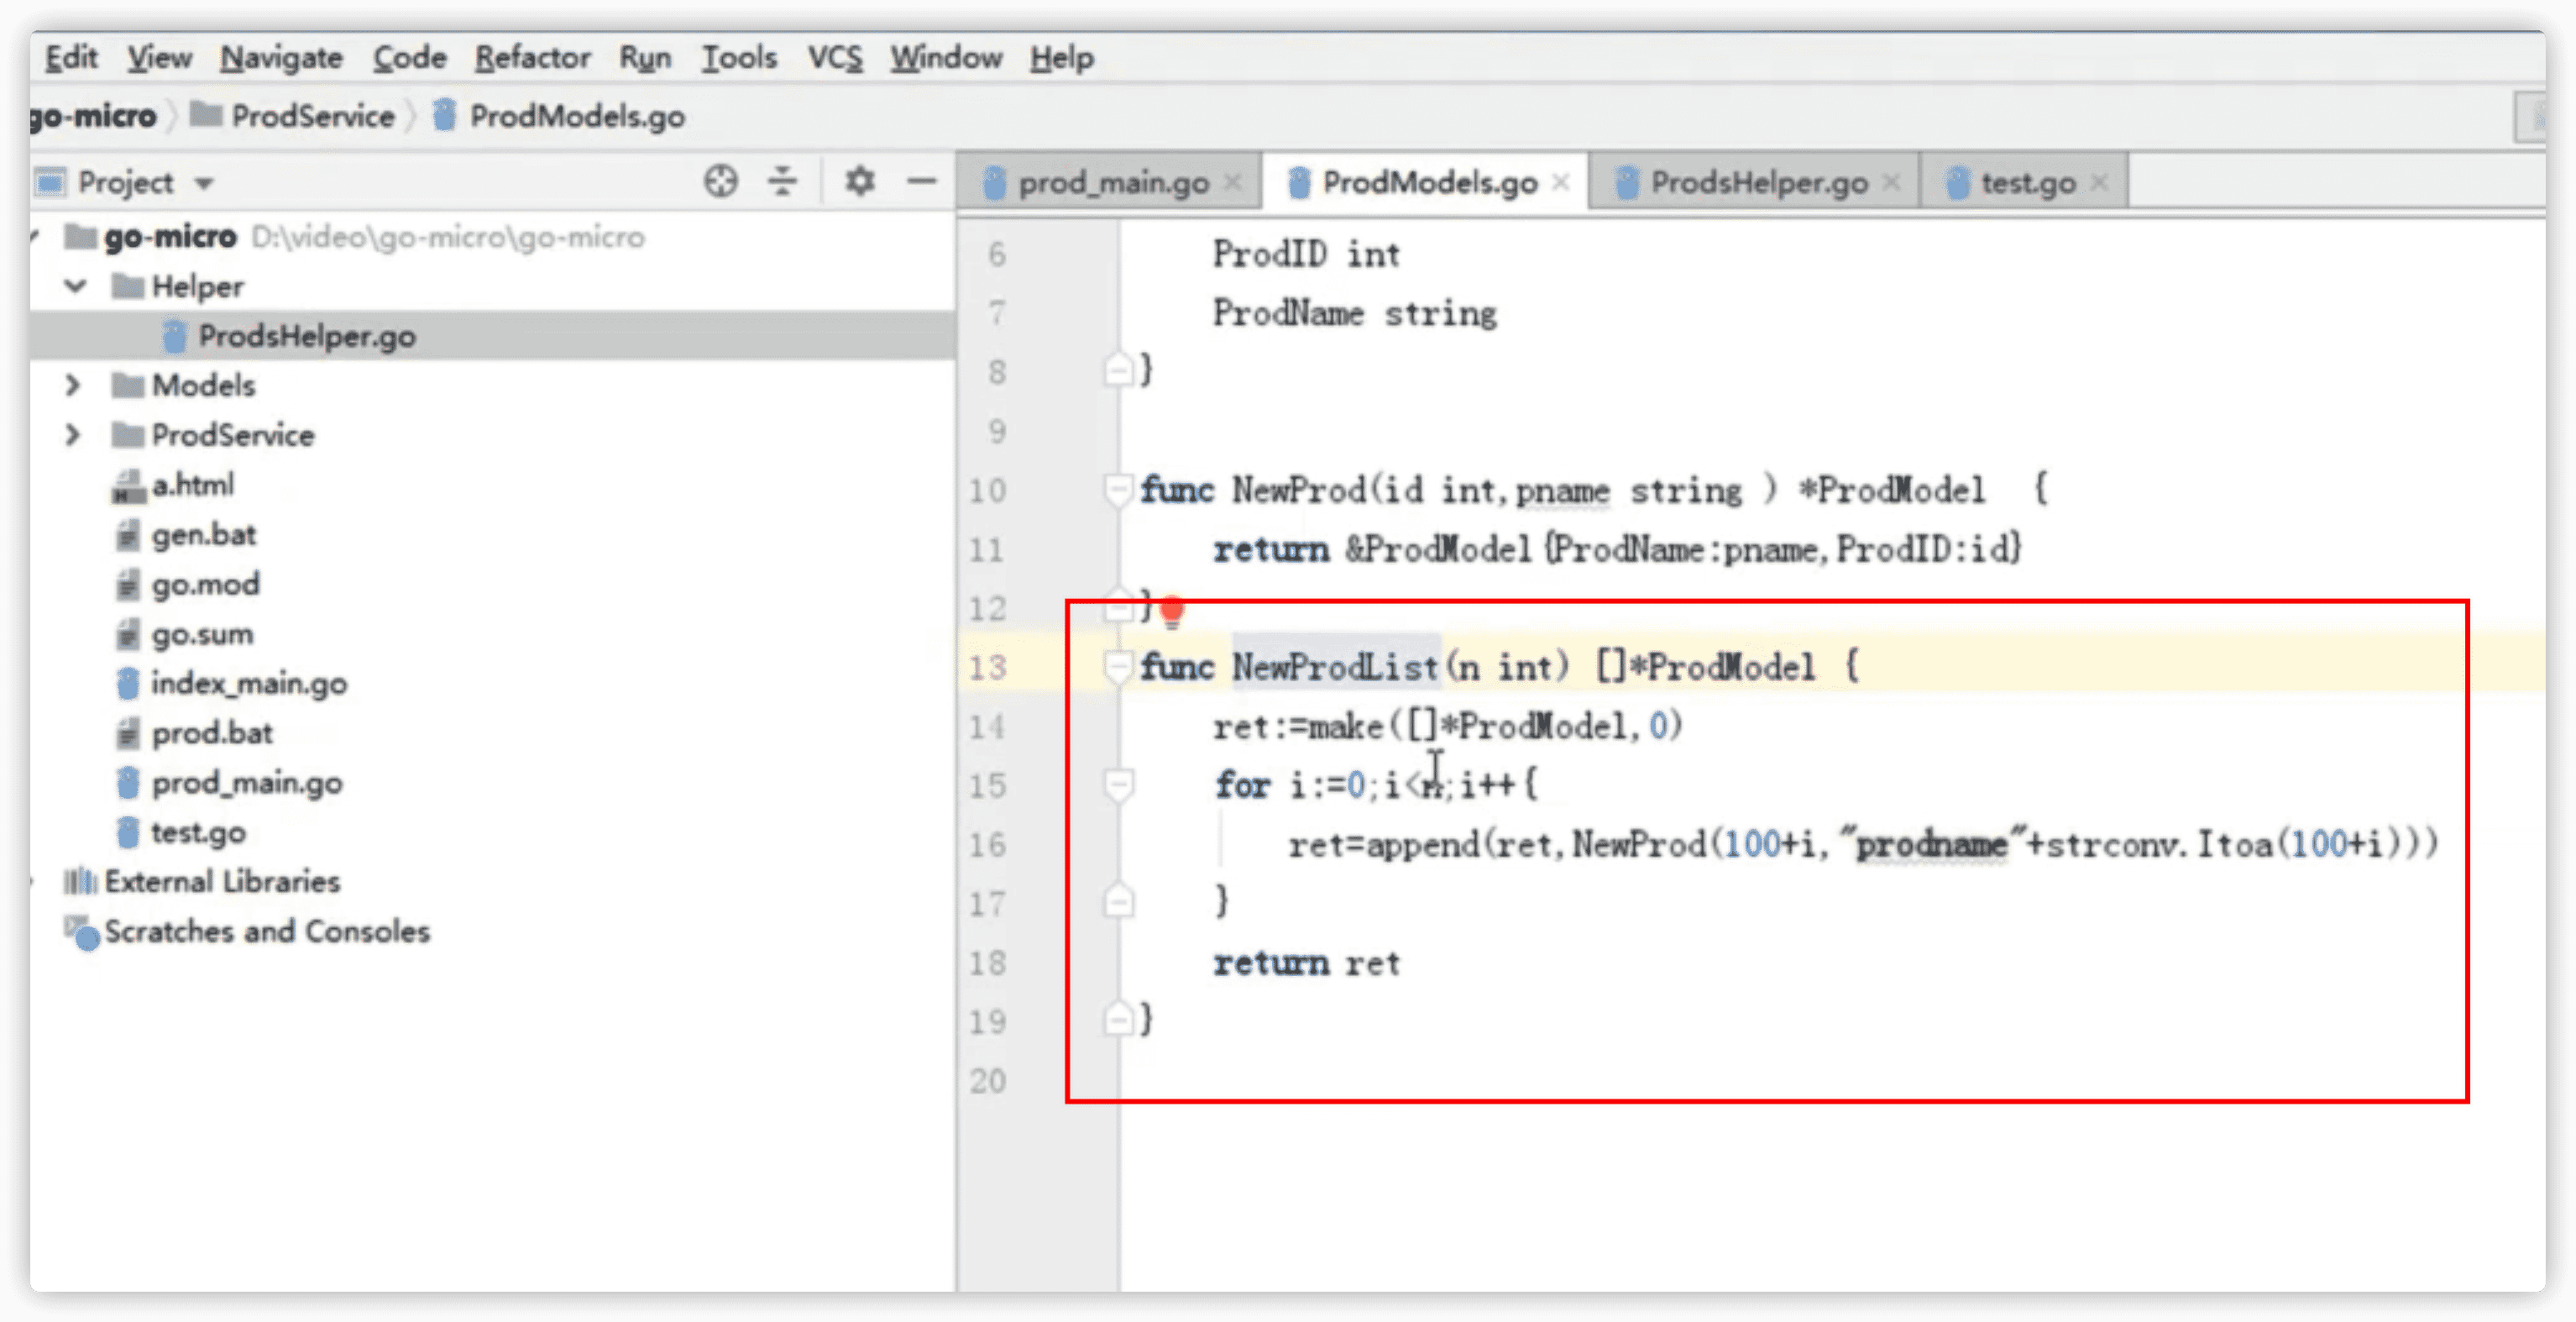 Edit View Navigate Code Refactor Run Tools VCS Window Help
go-micro ProdService ProdModels.go
Project
go-micro D:\video\go-micro\go-micro
Helper
ProdsHelper.go
Models
ProdService
a.html
gen.bat
go.mod
go.sum
index_main.go
prod.bat
prod_main.go
test.go
External Libraries
Scratches and Consoles
prod_main.go ProdModels.go ProdsHelper.go test.go
6 ProdID int
7 ProdName string
8 }
9
10 func NewProd(id int,pname string ) *ProdModel {
11 return &ProdModel{ProdName:pname,ProdID:id}
12 }
13 func NewProdList(n int) []*ProdModel {
14 ret:=make([]*ProdModel,0)
15 for i:=0;i<n;i++{
16 ret=append(ret,NewProd(100+i,"prodname"+strconv.Itoa(100+i)))
17 }
18 return ret
19 }
20